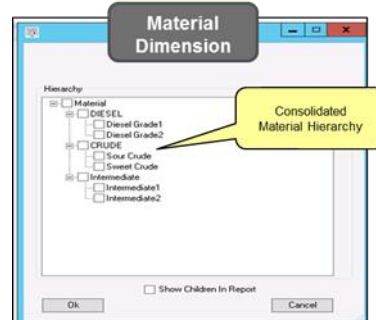 Material
Dimension
Hierarchy
Material
DIESEL
Diesel Grade1
Diesel Grade2
CRUDE
Sour Crude
Sweet Crude
Intermediate
Intermediate1
Intermediate2
Consolidated
Material Hierarchy
Show Children In Report
Ok
Cancel